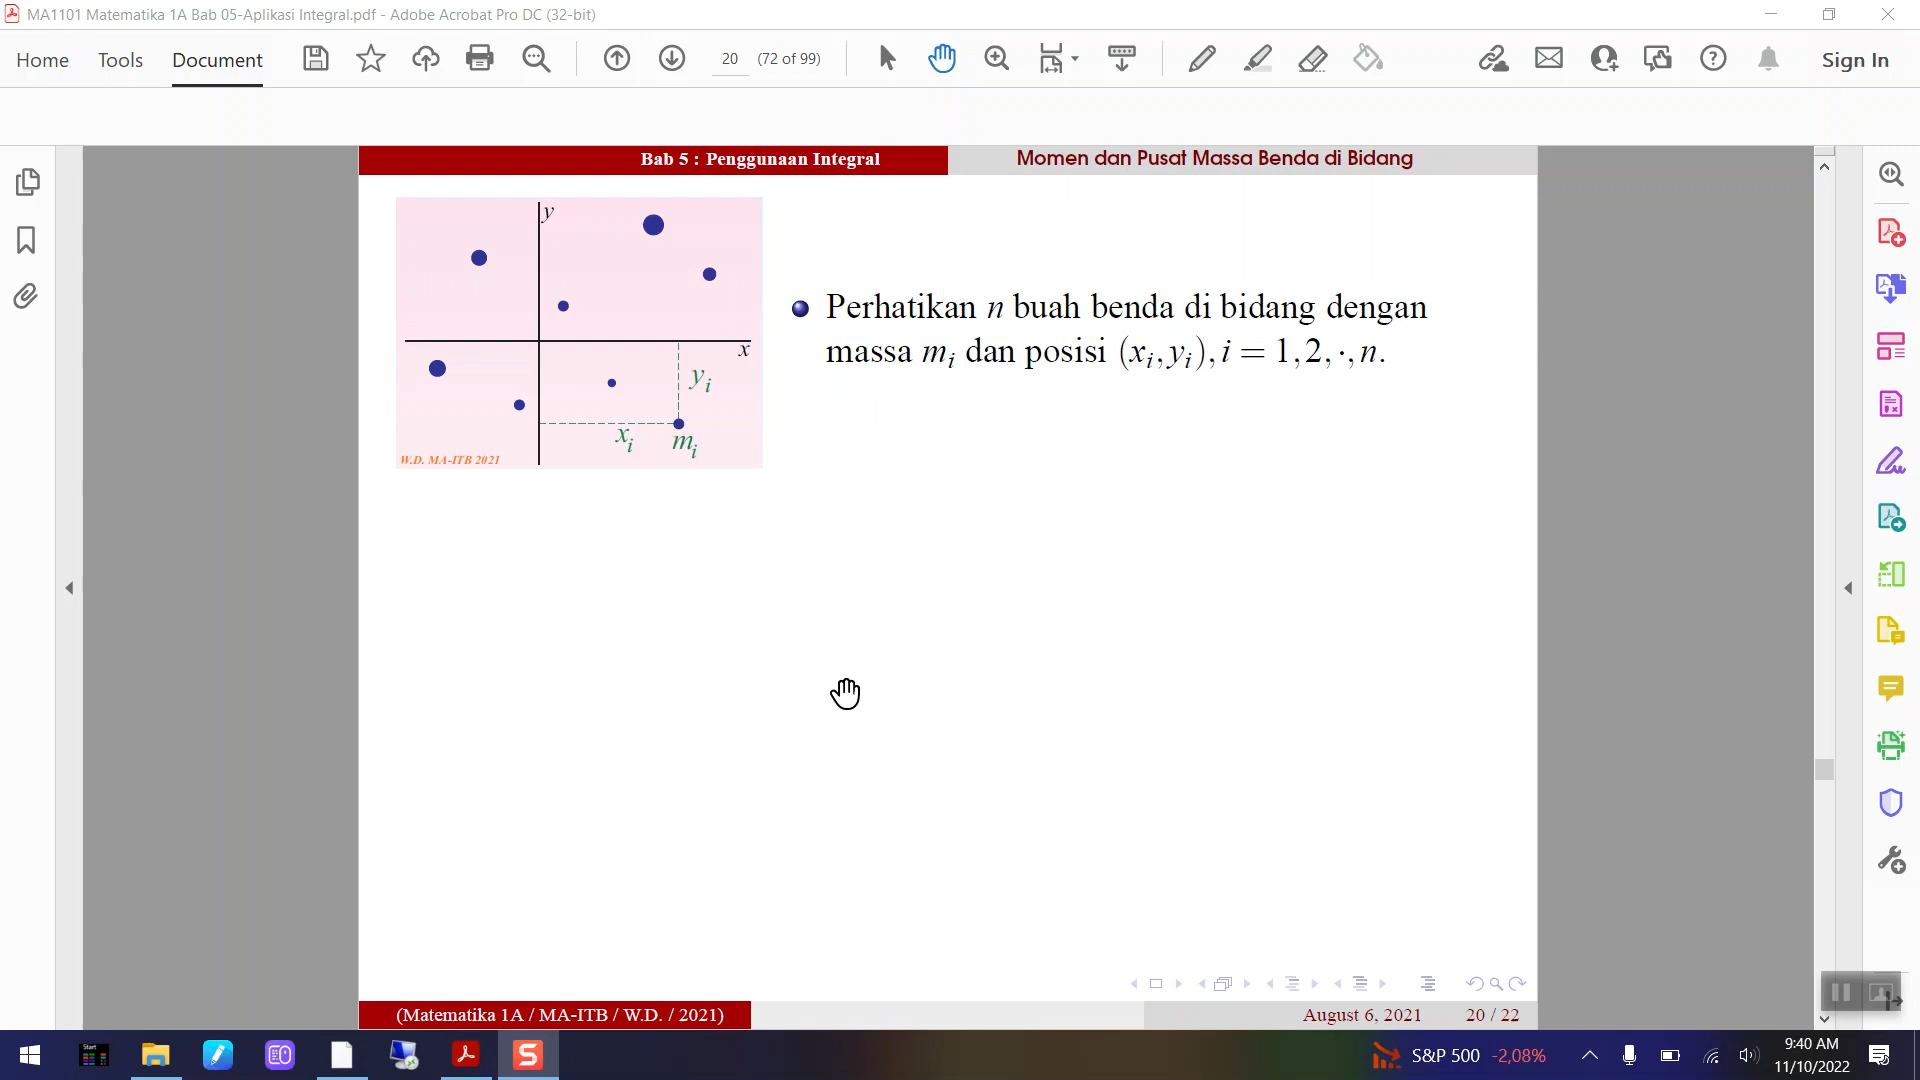 MA1101 Matematika 1A Bab 05-Aplikasi Integral.pdf - Adobe Acrobat Pro DC (32-bit)
Home Tools Document 20 (72 of 99) Sign In
Bab 5 : Penggunaan Integral Momen dan Pusat Massa Benda di Bidang
y
x
y_i
x_i m_i
W.D. MA-ITB 2021
Perhatikan n buah benda di bidang dengan
massa m_i dan posisi (x_i, y_i), i = 1, 2, ·, n.
(Matematika 1A / MA-ITB / W.D. / 2021) August 6, 2021 20 / 22
Start
S&P 500 -2,08%
9:40 AM
11/10/2022